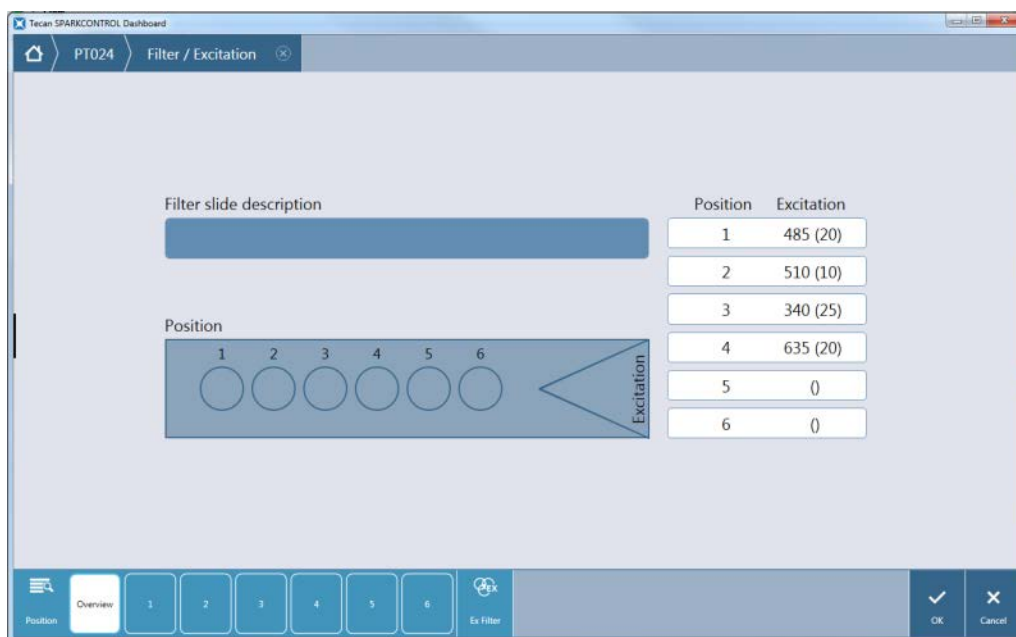 Tecan SPARKCONTROL Dashboard
PT024
Filter / Excitation
Filter slide description
Position
1 2 3 4 5 6
Excitation
Position Excitation
1 485 (20)
2 510 (10)
3 340 (25)
4 635 (20)
5 ()
6 ()
Position
Overview
1
2
3
4
5
6
EX
Ex Filter
OK
Cancel